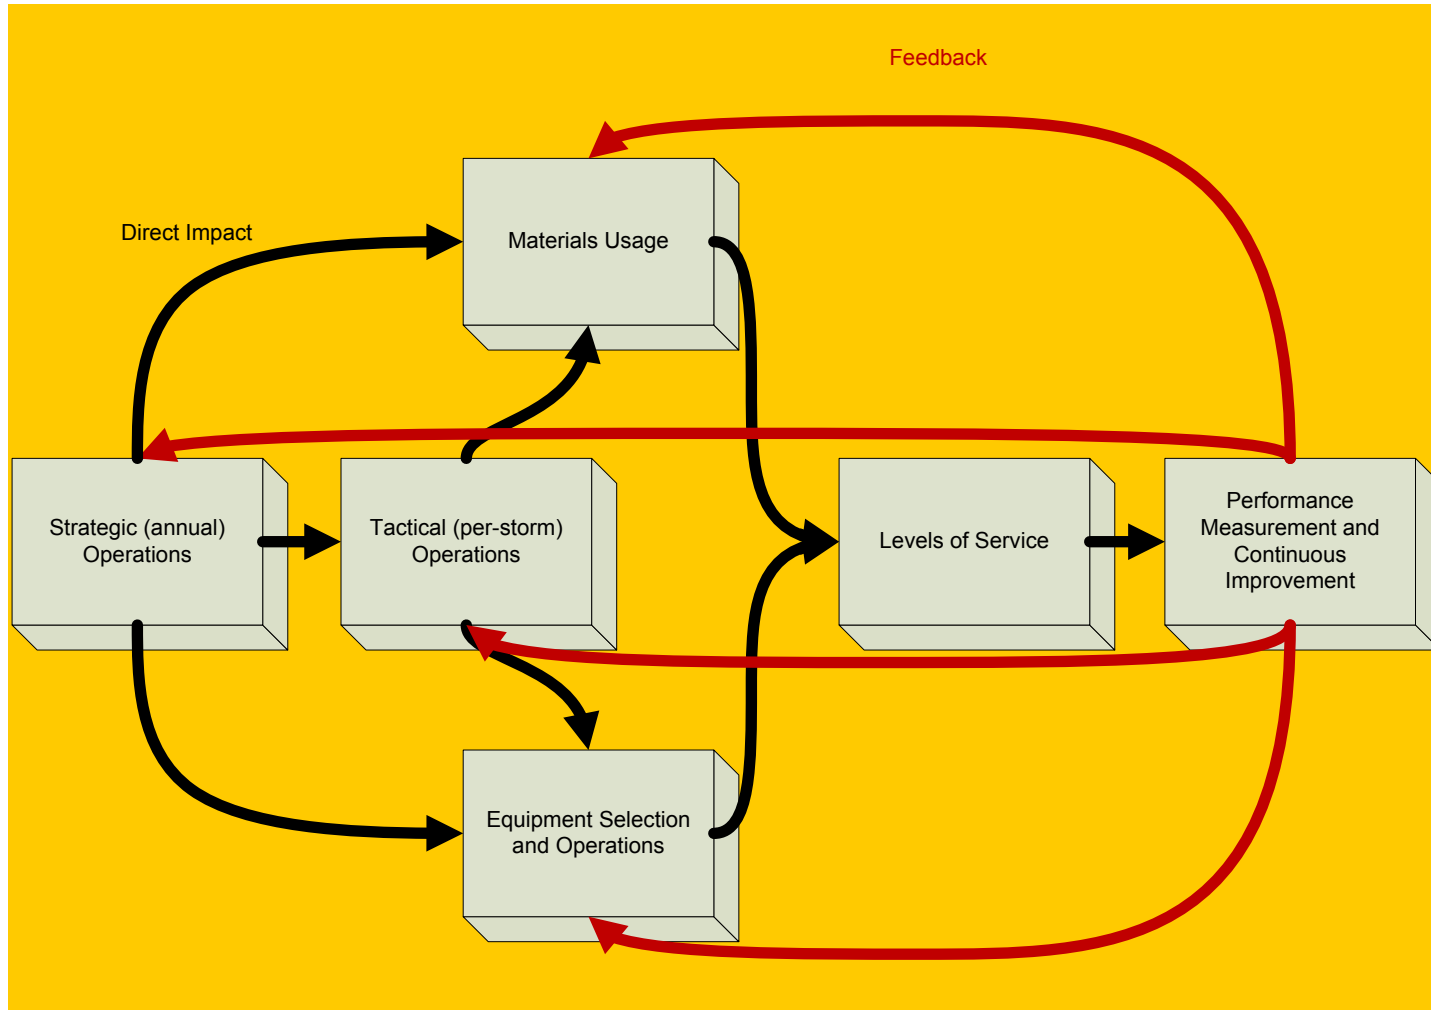 Feedback
Direct Impact
Materials Usage
Strategic (annual)
Operations
Tactical (per-storm)
Operations
Levels of Service
Performance
Measurement and
Continuous
Improvement
Equipment Selection
and Operations